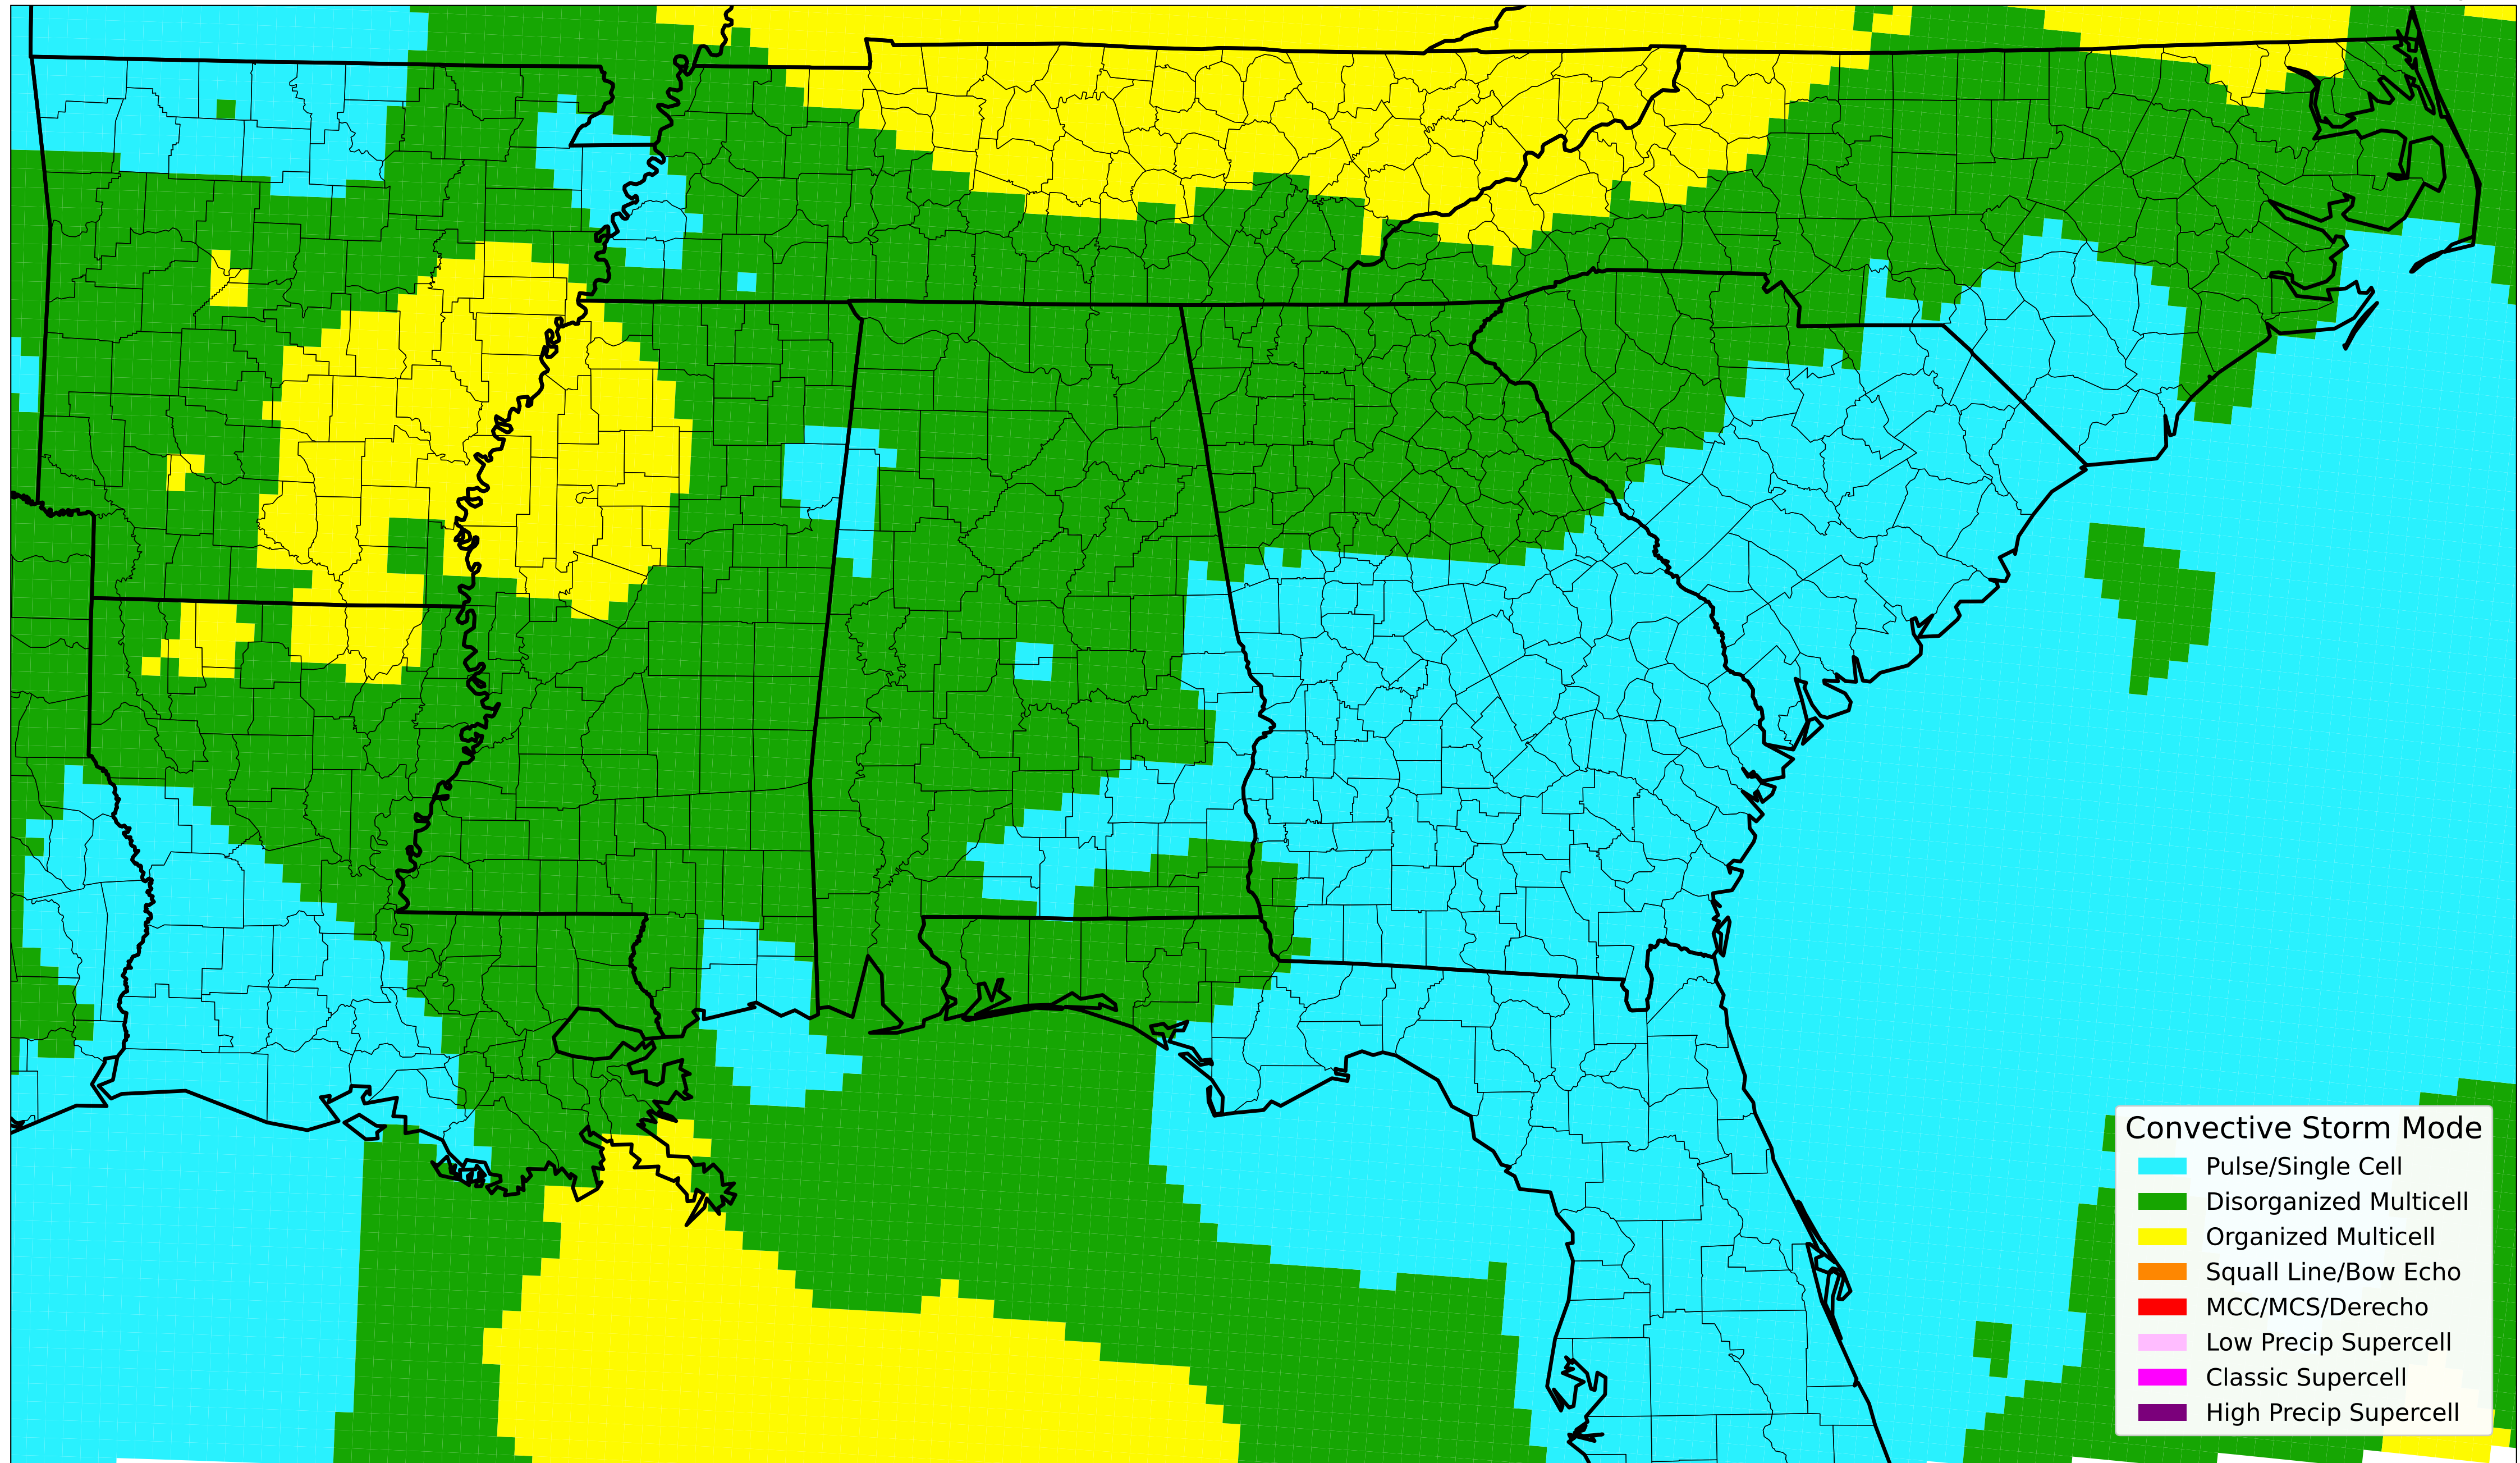 Convective Storm Mode
Pulse/Single Cell
Disorganized Multicell
Organized Multicell
Squall Line/Bow Echo
MCC/MCS/Derecho
Low Precip Supercell
Classic Supercell
High Precip Supercell